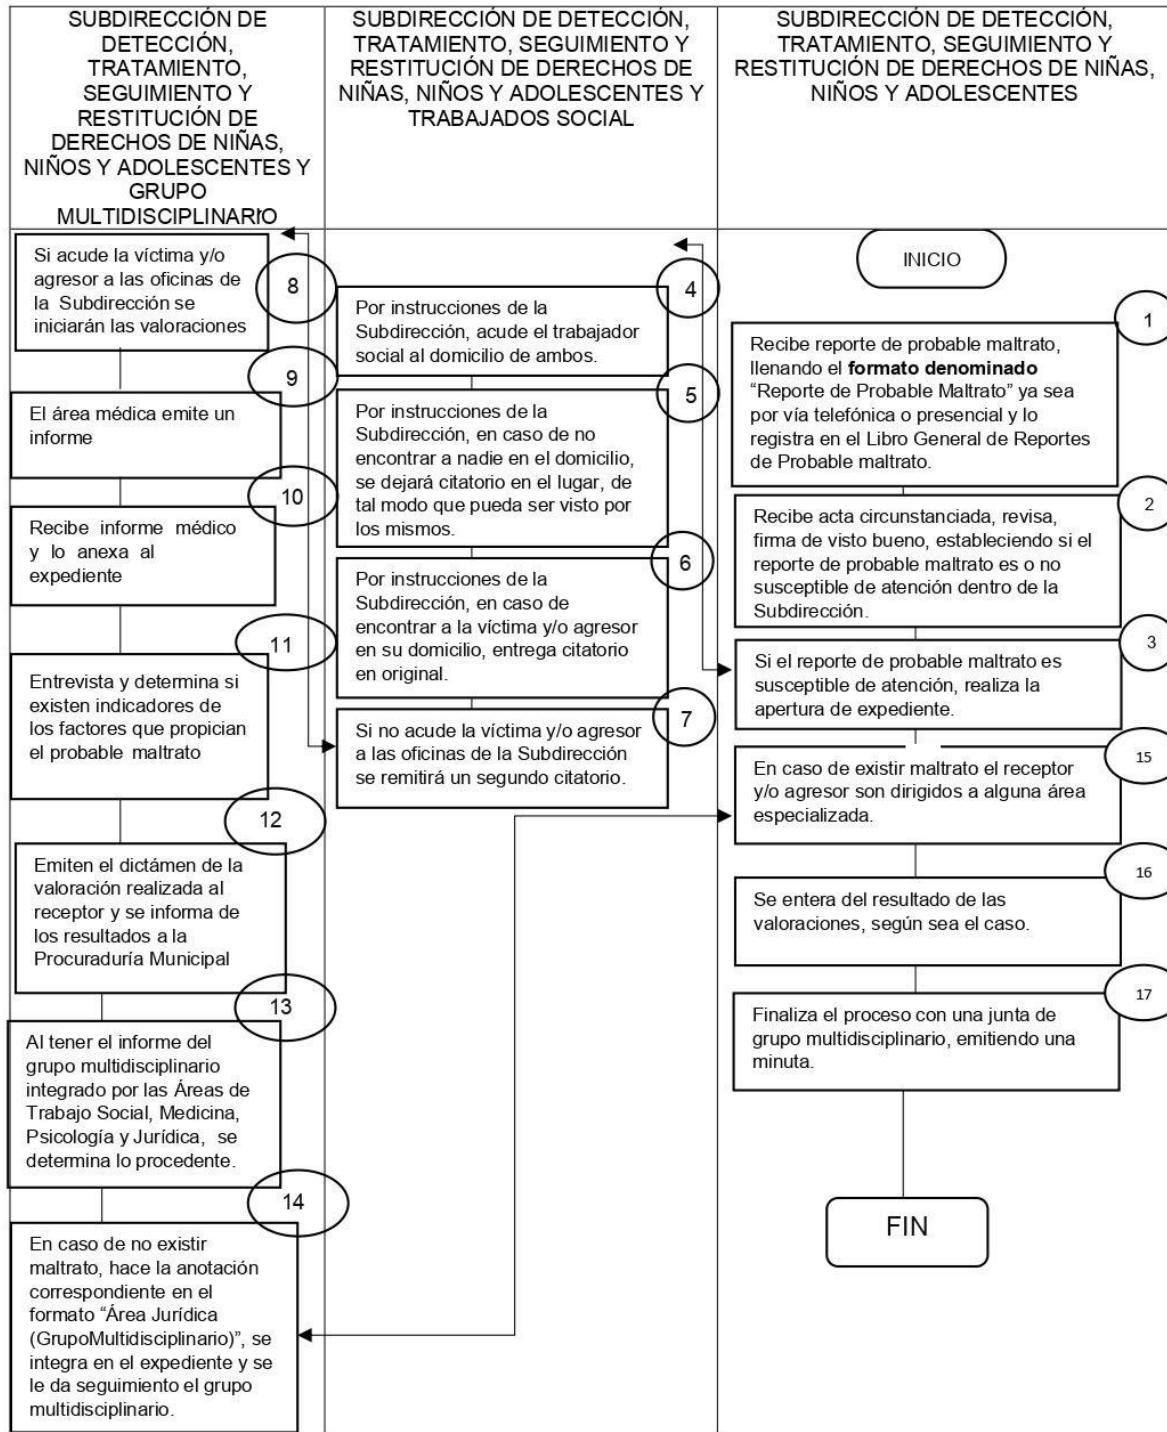 SUBDIRECCIÓN DE
DETECCIÓN,
TRATAMIENTO,
SEGUIMIENTO Y
RESTITUCIÓN DE
DERECHOS DE NIÑAS,
NIÑOS Y ADOLESCENTES Y
GRUPO
MULTIDISCIPLINARIO
SUBDIRECCIÓN DE DETECCIÓN,
TRATAMIENTO, SEGUIMIENTO Y
RESTITUCIÓN DE DERECHOS DE
NIÑAS, NIÑOS Y ADOLESCENTES Y
TRABAJADOS SOCIAL
SUBDIRECCIÓN DE DETECCIÓN,
TRATAMIENTO, SEGUIMIENTO Y
RESTITUCIÓN DE DERECHOS DE NIÑAS,
NIÑOS Y ADOLESCENTES
Si acude la víctima y/o
agresor a las oficinas de
la Subdirección se
iniciarán las valoraciones
8
9
El área médica emite un
informe
10
Recibe informe médico
y lo anexa al
expediente
11
Entrevista y determina si
existen indicadores de
los factores que propician
el probable maltrato
12
Emiten el dictámen de la
valoración realizada al
receptor y se informa de
los resultados a la
Procuraduría Municipal
13
Al tener el informe del
grupo multidisciplinario
integrado por las Áreas de
Trabajo Social, Medicina,
Psicología y Jurídica, se
determina lo procedente.
14
En caso de no existir
maltrato, hace la anotación
correspondiente en el
formato “Área Jurídica
(GrupoMultidisciplinario)”, se
integra en el expediente y se
le da seguimiento el grupo
multidisciplinario.
4
Por instrucciones de la
Subdirección, acude el trabajador
social al domicilio de ambos.
5
Por instrucciones de la
Subdirección, en caso de no
encontrar a nadie en el domicilio,
se dejará citatorio en el lugar, de
tal modo que pueda ser visto por
los mismos.
6
Por instrucciones de la
Subdirección, en caso de
encontrar a la víctima y/o agresor
en su domicilio, entrega citatorio
en original.
7
Si no acude la víctima y/o agresor
a las oficinas de la Subdirección
se remitirá un segundo citatorio.
INICIO
1
Recibe reporte de probable maltrato,
llenando el formato denominado
“Reporte de Probable Maltrato” ya sea
por vía telefónica o presencial y lo
registra en el Libro General de Reportes
de Probable maltrato.
2
Recibe acta circunstanciada, revisa,
firma de visto bueno, estableciendo si el
reporte de probable maltrato es o no
susceptible de atención dentro de la
Subdirección.
3
Si el reporte de probable maltrato es
susceptible de atención, realiza la
apertura de expediente.
15
En caso de existir maltrato el receptor
y/o agresor son dirigidos a alguna área
especializada.
16
Se entera del resultado de las
valoraciones, según sea el caso.
17
Finaliza el proceso con una junta de
grupo multidisciplinario, emitiendo una
minuta.
FIN